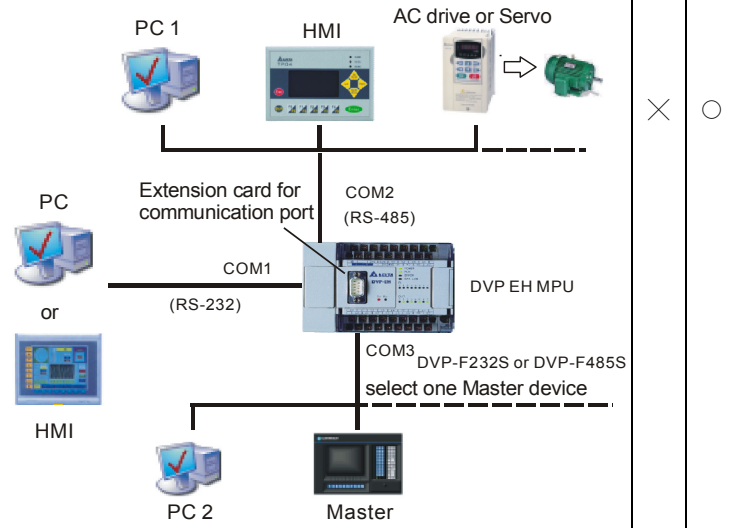 PC 1
HMI
AC drive or Servo
Extension card for
communication port
COM2
(RS-485)
PC
or
HMI
COM1
(RS-232)
DVP EH MPU
COM3
DVP-F232S or DVP-F485S
select one Master device
PC 2
Master